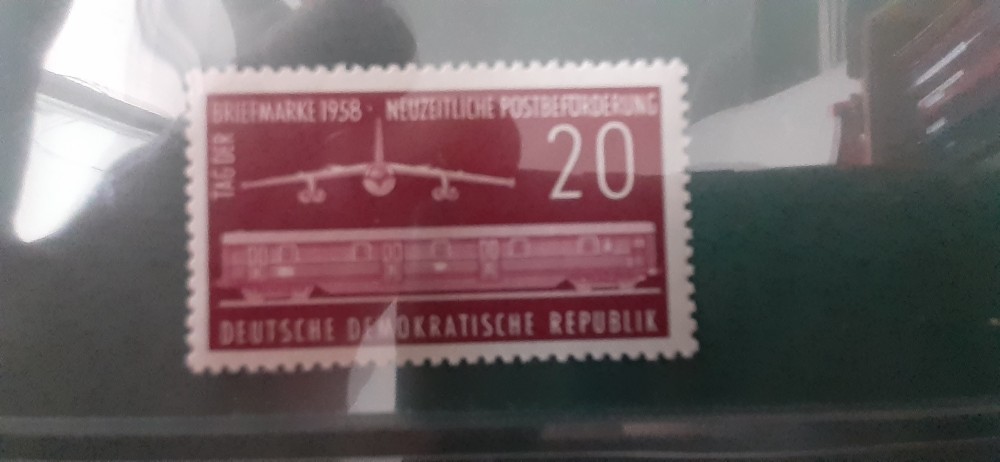 TAG DER
BRIEFMARKE 1958 · NEUZEITLICHE POSTBEFÖRDERUNG
20
DEUTSCHE DEMOKRATISCHE REPUBLIK